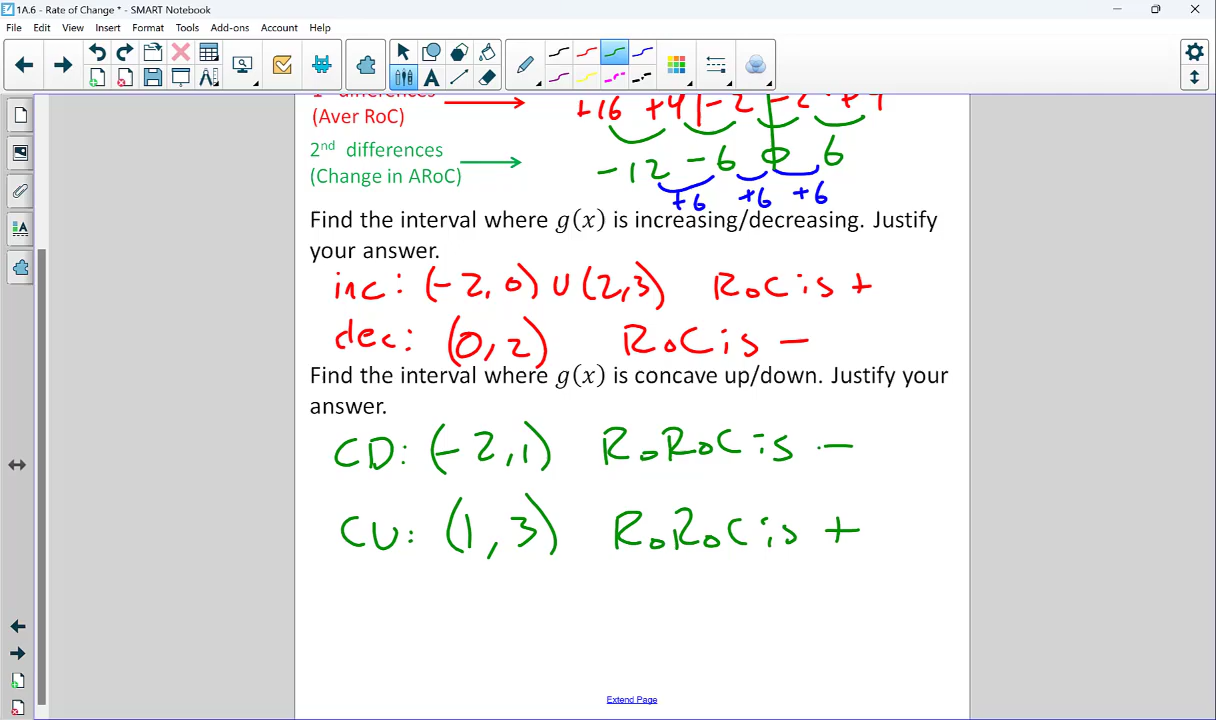 1A.6 - Rate of Change * - SMART Notebook
File Edit View Insert Format Tools Add-ons Account Help
1st differences
(Aver RoC)
+16 +4 -2 -2 +4
2nd differences
(Change in ARoC)
-12 -6 0 6
+6 +6 +6
Find the interval where g(x) is increasing/decreasing. Justify
your answer.
inc: (-2, 0) ∪ (2,3) RoC is +
dec: (0, 2) RoC is -
Find the interval where g(x) is concave up/down. Justify your
answer.
CD: (-2,1) RoRoC is -
CU: (1, 3) RoRoC is +
Extend Page